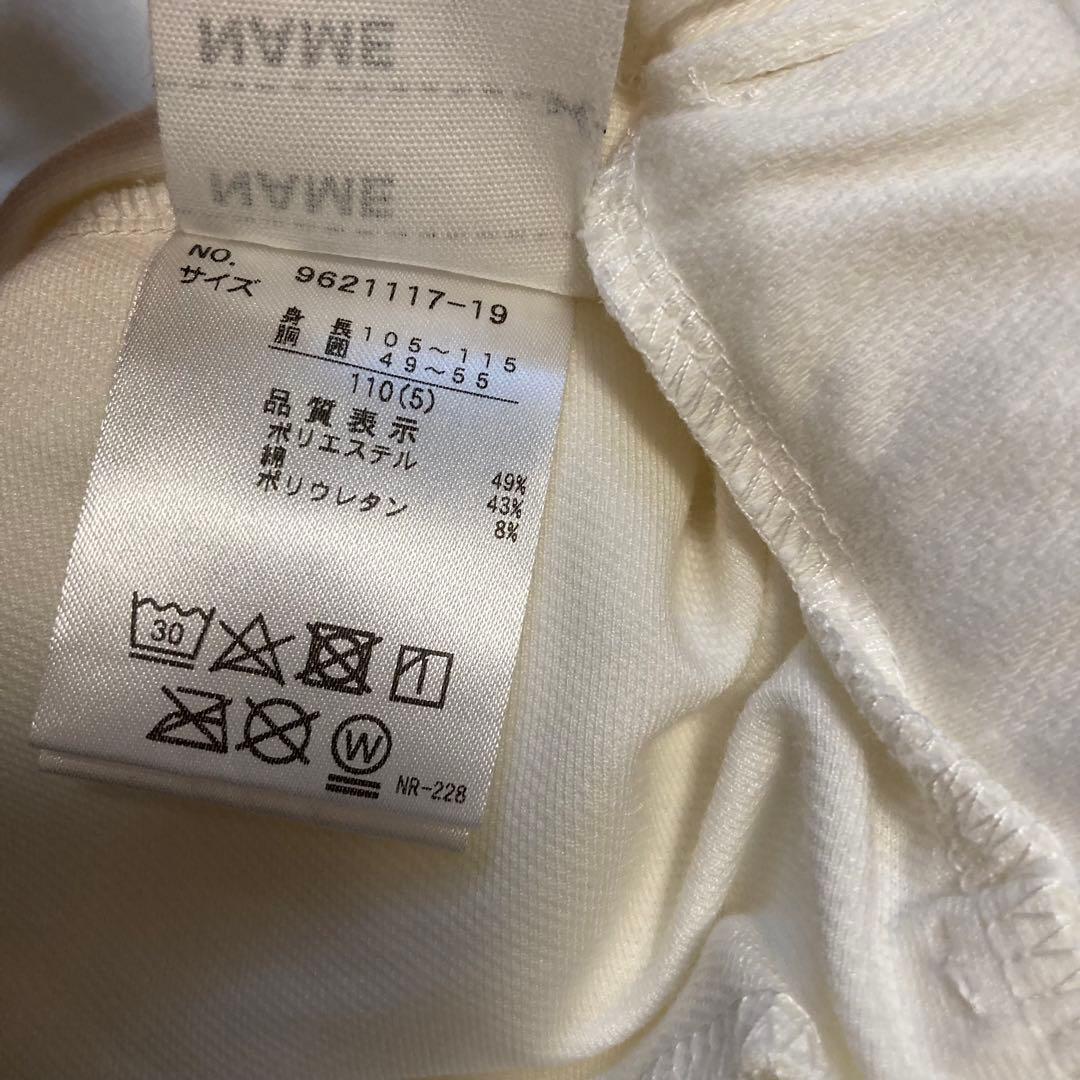 NAME
NAME
NO. 9621117-19
サイズ
身長 105～115
胸囲 49～55
110(5)
品質表示
ポリエステル 49%
綿 43%
ポリウレタン 8%
30
W
NR-228